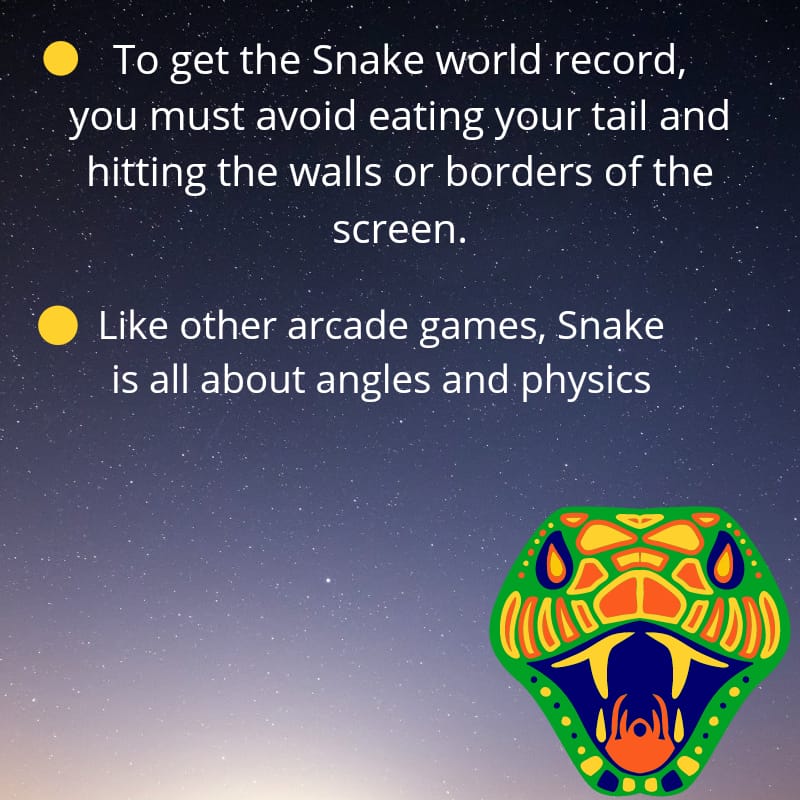 To get the Snake world record,
you must avoid eating your tail and
hitting the walls or borders of the
screen.
Like other arcade games, Snake
is all about angles and physics